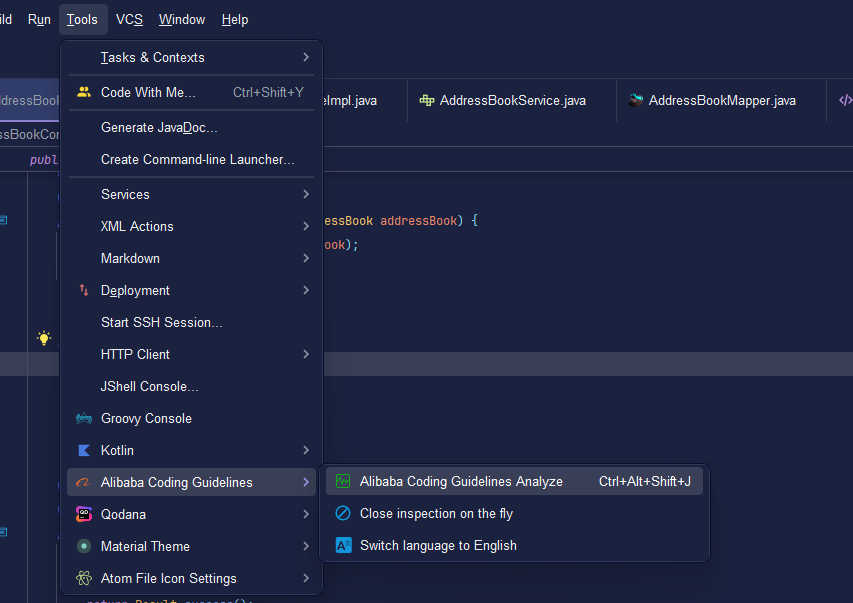 ild Run Tools VCS Window Help
Tasks & Contexts
Code With Me... Ctrl+Shift+Y
dressBook eImpl.java AddressBookService.java AddressBookMapper.java
Generate JavaDoc...
sBookCon
Create Command-line Launcher...
publ
Services
essBook addressBook) {
XML Actions
ook);
Markdown
Deployment
Start SSH Session...
HTTP Client
JShell Console...
Groovy Console
Kotlin
Alibaba Coding Guidelines Alibaba Coding Guidelines Analyze Ctrl+Alt+Shift+J
Qodana Close inspection on the fly
Material Theme Switch language to English
Atom File Icon Settings
return Result.success();